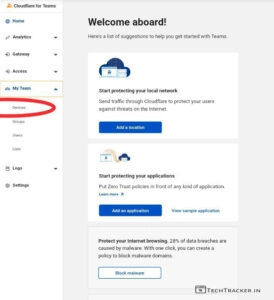 Cloudflare for Teams
Home
Analytics
Gateway
Access
My Team
Devices
Groups
Users
Lists
Logs
Settings
Welcome aboard!
Here's a list of suggestions to help you get started with Teams.
Start protecting your local network
Send traffic through Cloudflare to protect your users
against threats on the Internet.
Add a location
Start protecting your applications
Put Zero Trust policies in front of any kind of application.
Learn more
Add an application
View sample application
Protect your Internet browsing. 28% of data breaches are
caused by malware. With one click, you can create a
policy to block malware domains.
Block malware
TECHTRACKER.IN